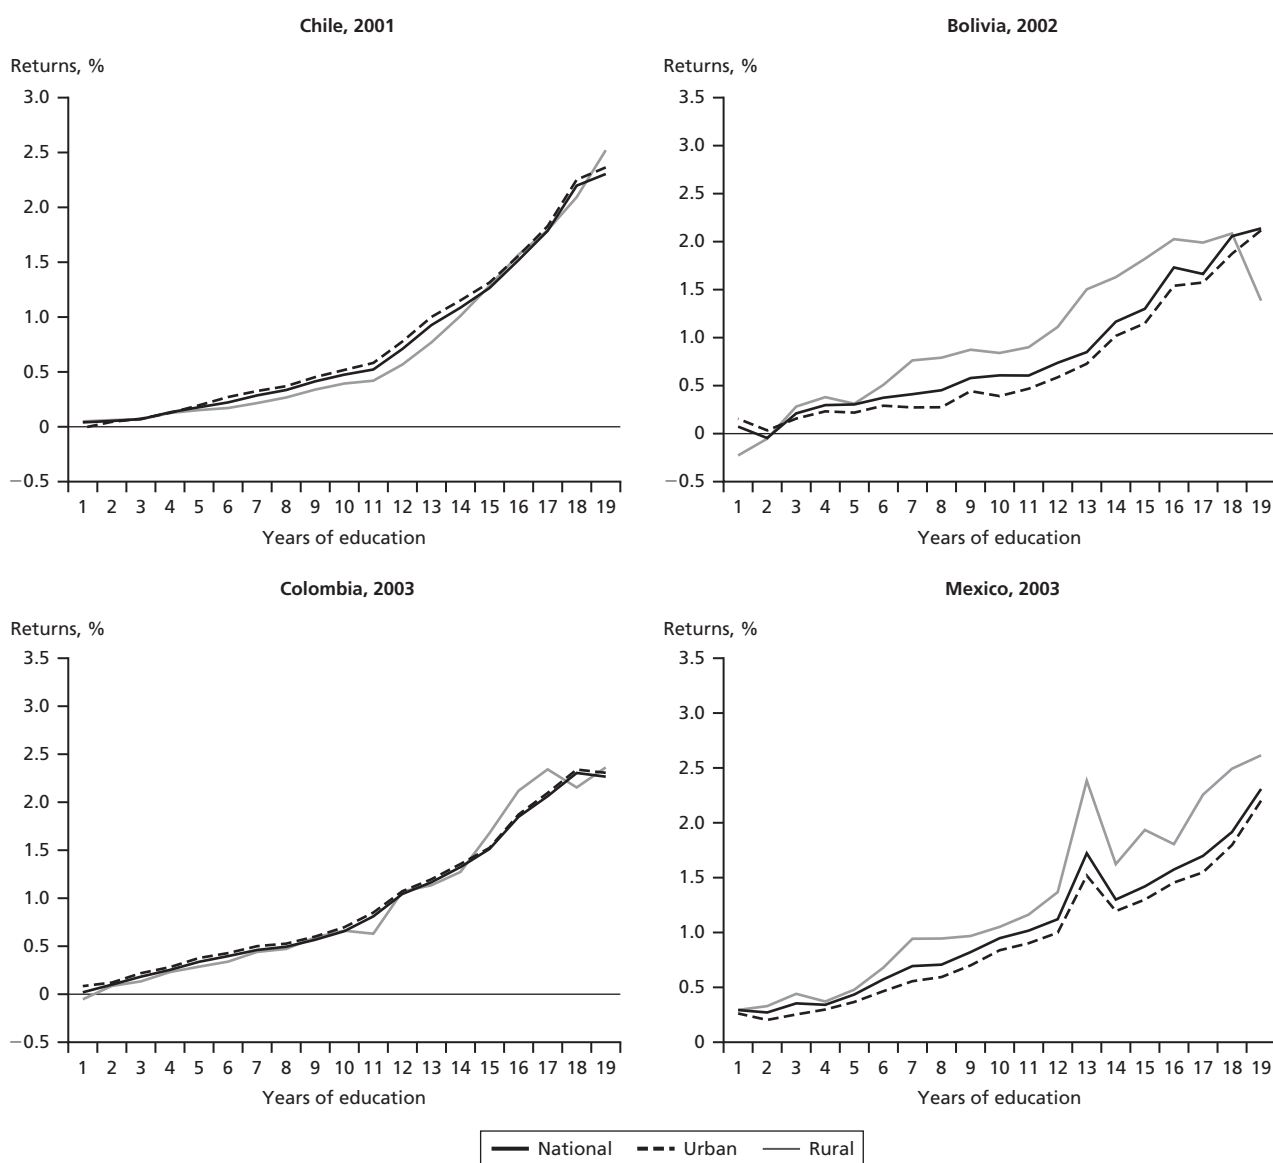 Chile, 2001
Returns, %
3.0
2.5
2.0
1.5
1.0
0.5
0
−0.5
1 2 3 4 5 6 7 8 9 10 11 12 13 14 15 16 17 18 19
Years of education
Bolivia, 2002
Returns, %
3.5
3.0
2.5
2.0
1.5
1.0
0.5
0
−0.5
1 2 3 4 5 6 7 8 9 10 11 12 13 14 15 16 17 18 19
Years of education
Colombia, 2003
Returns, %
3.5
3.0
2.5
2.0
1.5
1.0
0.5
0
−0.5
1 2 3 4 5 6 7 8 9 10 11 12 13 14 15 16 17 18 19
Years of education
Mexico, 2003
Returns, %
3.5
3.0
2.5
2.0
1.5
1.0
0.5
0
1 2 3 4 5 6 7 8 9 10 11 12 13 14 15 16 17 18 19
Years of education
National Urban Rural